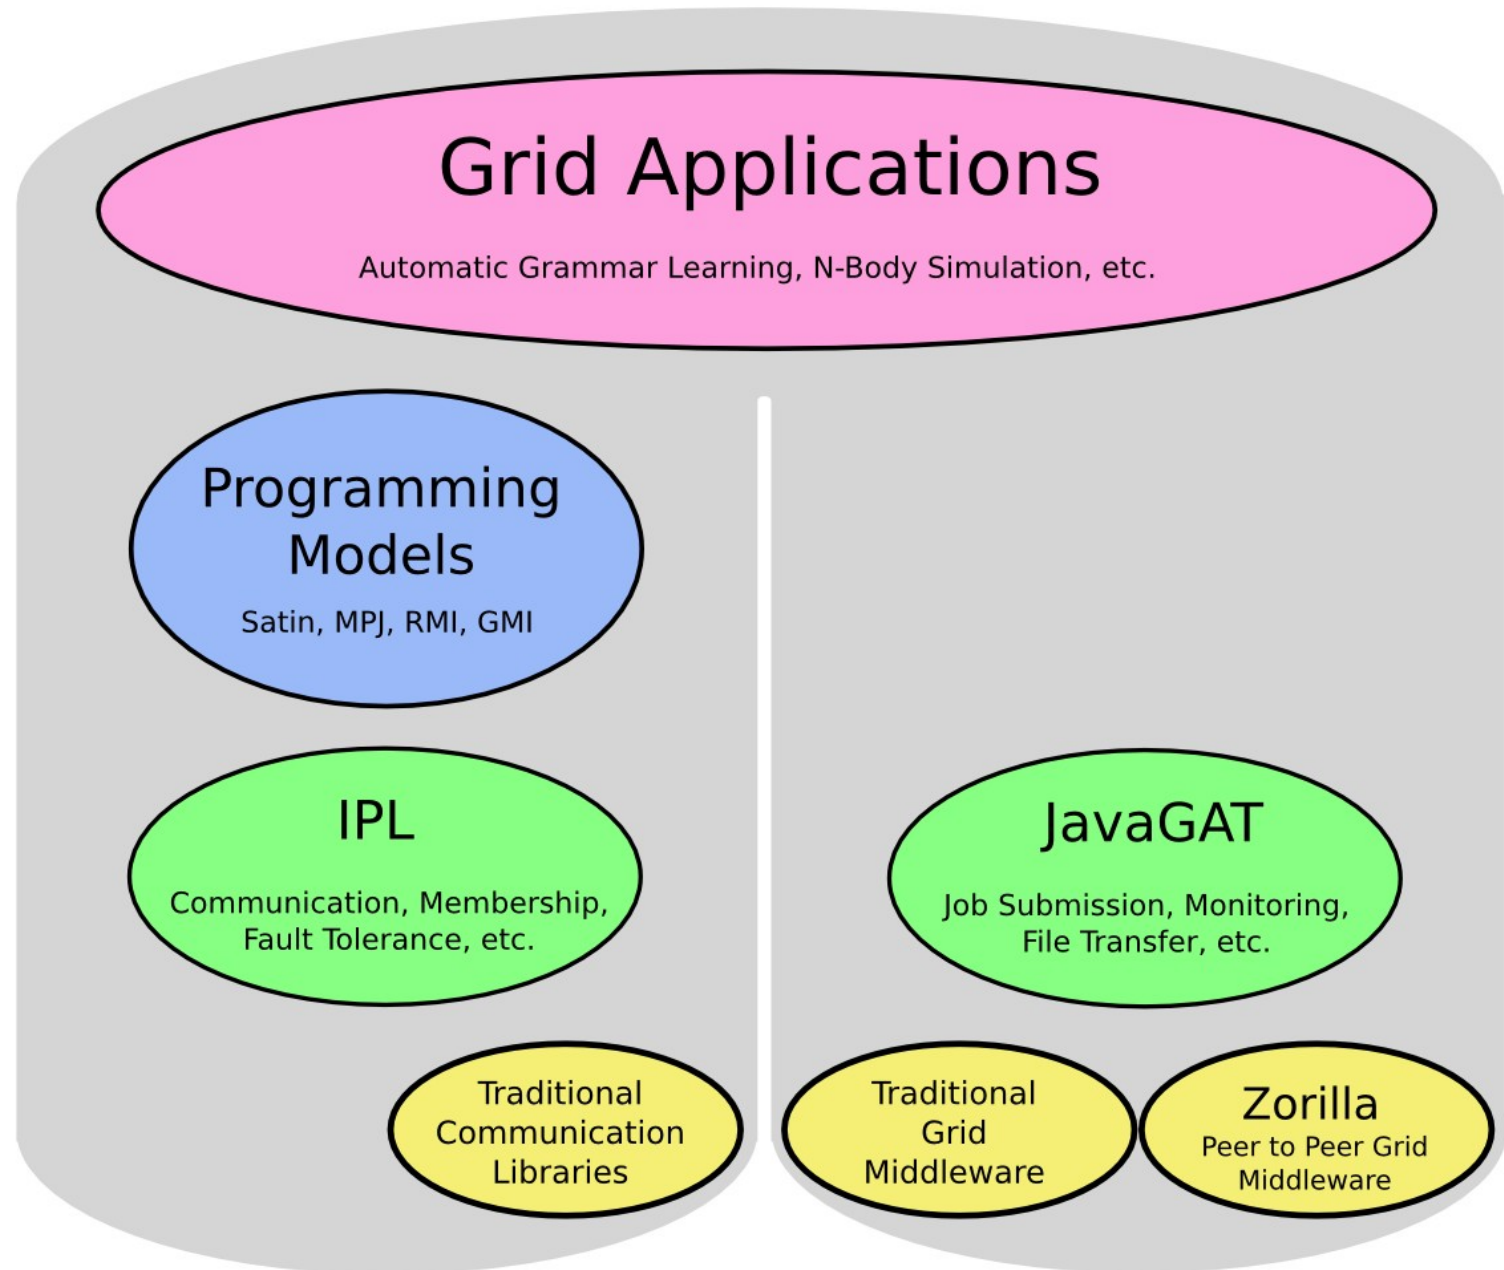 Grid Applications
Automatic Grammar Learning, N-Body Simulation, etc.
Programming
Models
Satin, MPJ, RMI, GMI
IPL
Communication, Membership,
Fault Tolerance, etc.
JavaGAT
Job Submission, Monitoring,
File Transfer, etc.
Traditional
Communication
Libraries
Traditional
Grid
Middleware
Zorilla
Peer to Peer Grid
Middleware